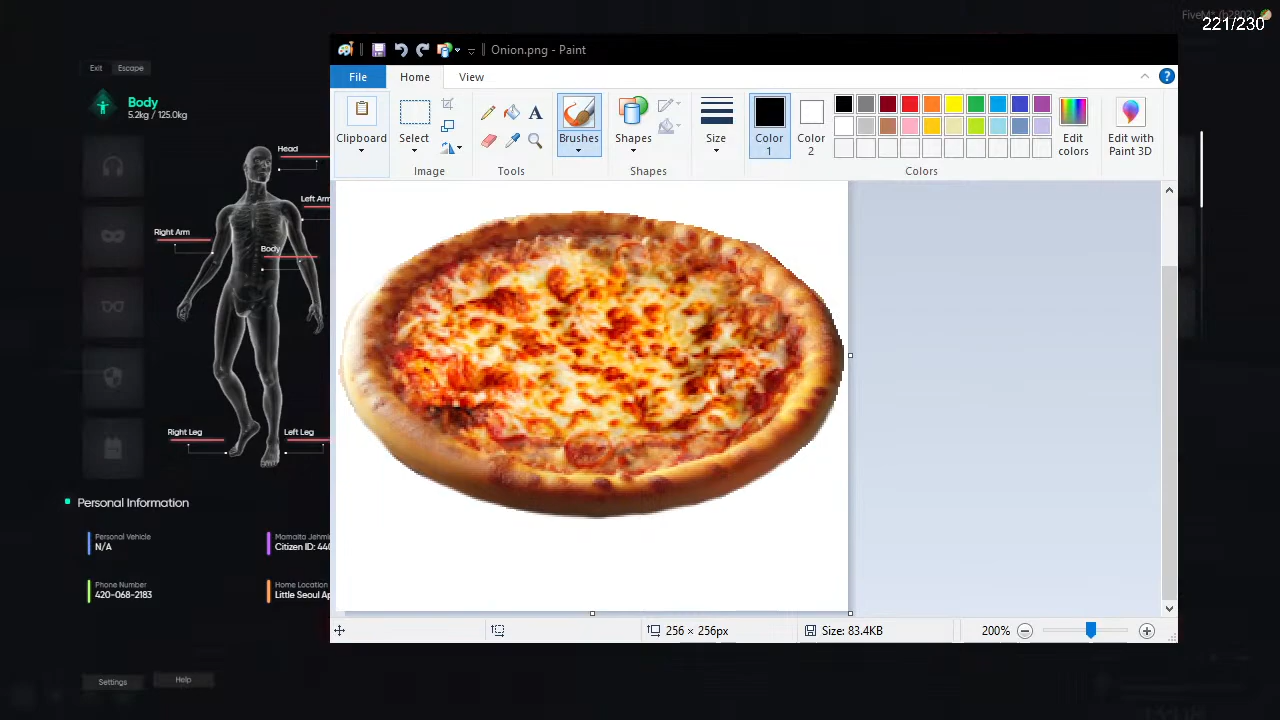 221/230
Onion.png - Paint
File
Home
View
Clipboard
Select
Image
Tools
Brushes
Shapes
Shapes
Size
Color 1
Color 2
Edit colors
Edit with Paint 3D
Colors
Exit
Escape
Body
5.2kg / 125.0kg
Head
Left Arm
Right Arm
Body
Right Leg
Left Leg
Personal Information
Personal Vehicle
N/A
Citizen ID: 440
Phone Number
420-068-2183
Home Location
Little Seoul Ap
256 × 256px
Size: 83.4KB
200%
Settings
Help